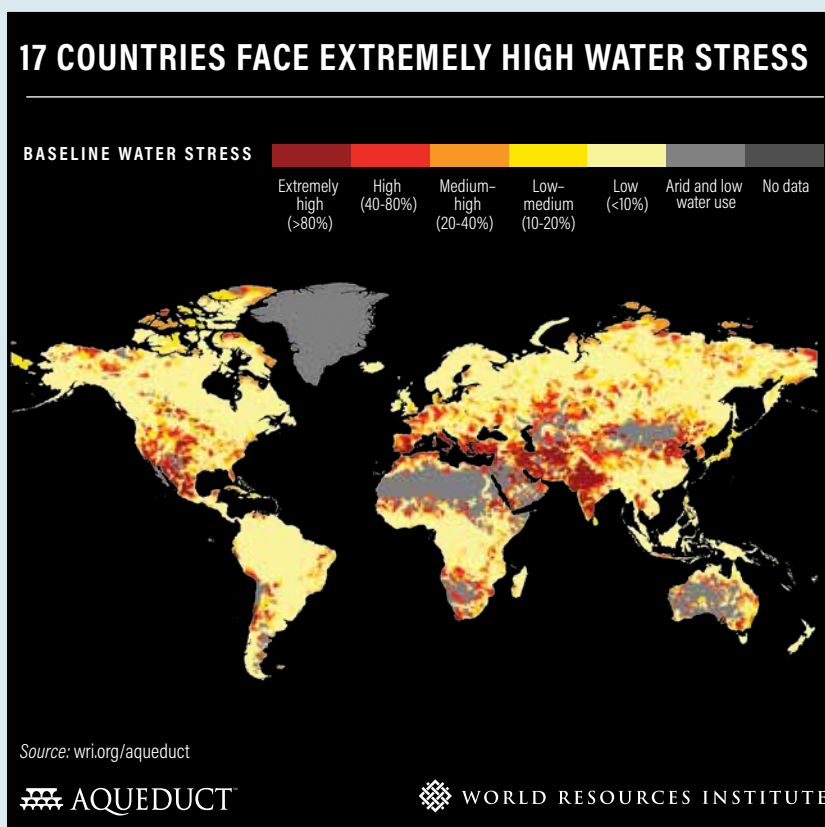 17 COUNTRIES FACE EXTREMELY HIGH WATER STRESS
BASELINE WATER STRESS
Extremely
high
(>80%)
High
(40-80%)
Medium–
high
(20-40%)
Low–
medium
(10-20%)
Low
(<10%)
Arid and low
water use
No data
Source: wri.org/aqueduct
AQUEDUCT™
WORLD RESOURCES INSTITUTE